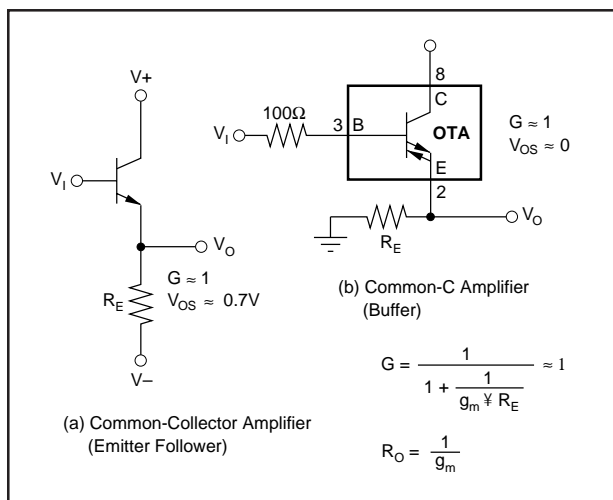 V+
V_I
V_O
R_E
G ≈ 1
V_OS ≈ 0.7V
V–
(a) Common-Collector Amplifier
(Emitter Follower)
8
C
100Ω
V_I
3
B
OTA
G ≈ 1
V_OS ≈ 0
E
2
V_O
R_E
(b) Common-C Amplifier
(Buffer)
G = 1 / (1 + 1 / (g_m ¥ R_E)) ≈ 1
R_O = 1 / g_m